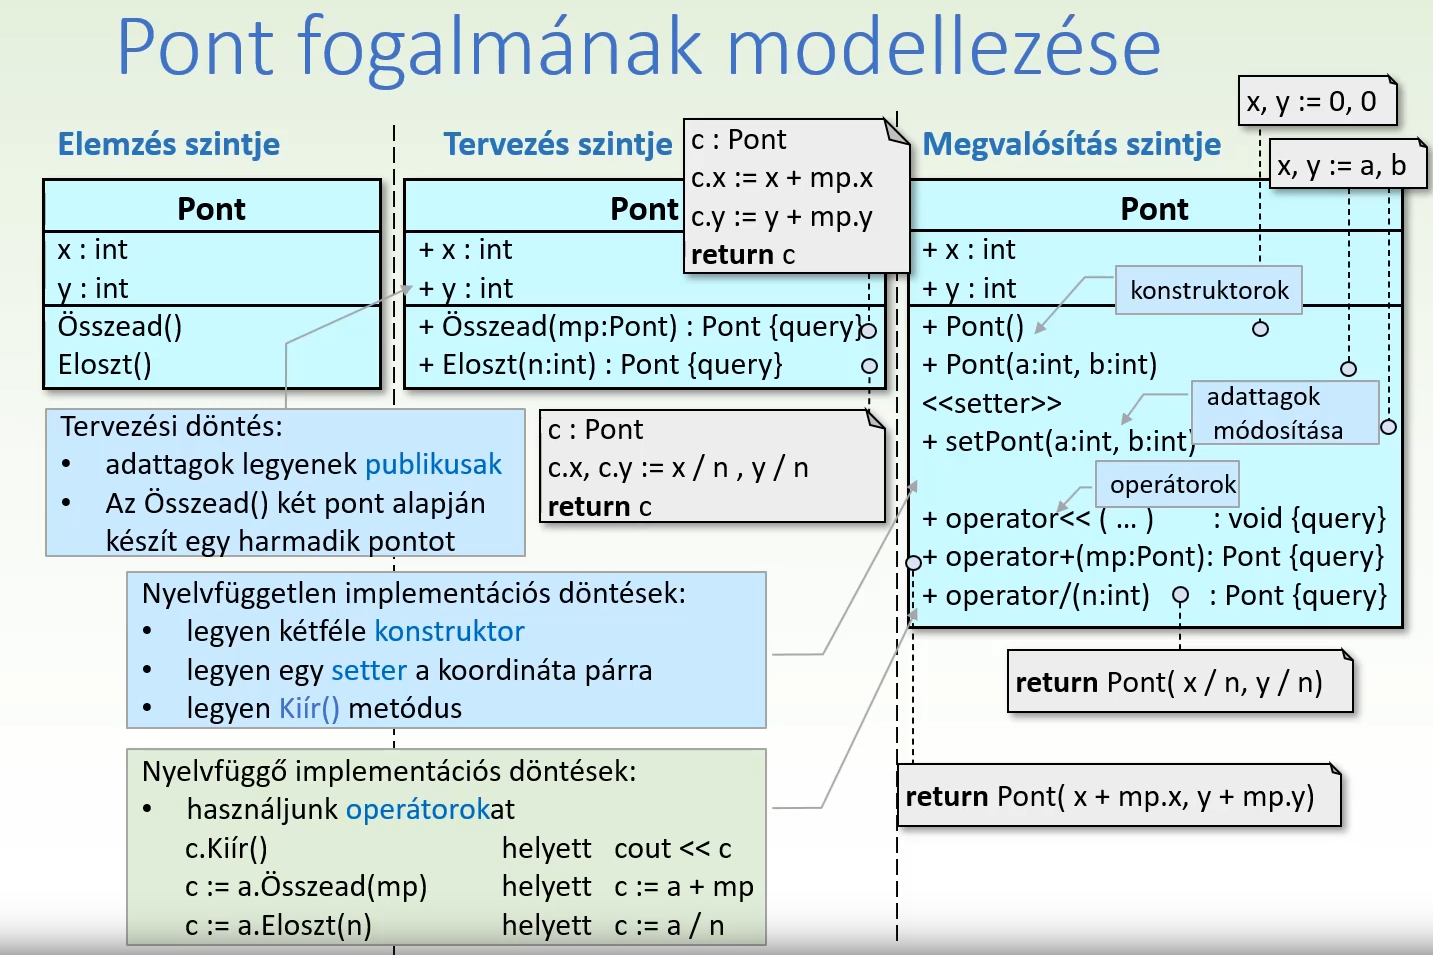 Pont fogalmának modellezése
Elemzés szintje
Pont
x : int
y : int
Összead()
Eloszt()
Tervezés szintje
Pont
+ x : int
+ y : int
+ Összead(mp:Pont) : Pont {query}
+ Eloszt(n:int) : Pont {query}
c : Pont
c.x := x + mp.x
c.y := y + mp.y
return c
c : Pont
c.x, c.y := x / n , y / n
return c
Tervezési döntés:
• adattagok legyenek publikusak
• Az Összead() két pont alapján
készít egy harmadik pontot
Nyelvfüggetlen implementációs döntések:
• legyen kétféle konstruktor
• legyen egy setter a koordináta párra
• legyen Kiír() metódus
Nyelvfüggő implementációs döntések:
• használjunk operátorokat
c.Kiír() helyett cout << c
c := a.Összead(mp) helyett c := a + mp
c := a.Eloszt(n) helyett c := a / n
Megvalósítás szintje
x, y := 0, 0
x, y := a, b
Pont
+ x : int
+ y : int
konstruktorok
+ Pont()
+ Pont(a:int, b:int)
<<setter>>
adattagok
módosítása
+ setPont(a:int, b:int)
operátorok
+ operator<< ( ... ) : void {query}
+ operator+(mp:Pont): Pont {query}
+ operator/(n:int) : Pont {query}
return Pont( x / n, y / n)
return Pont( x + mp.x, y + mp.y)